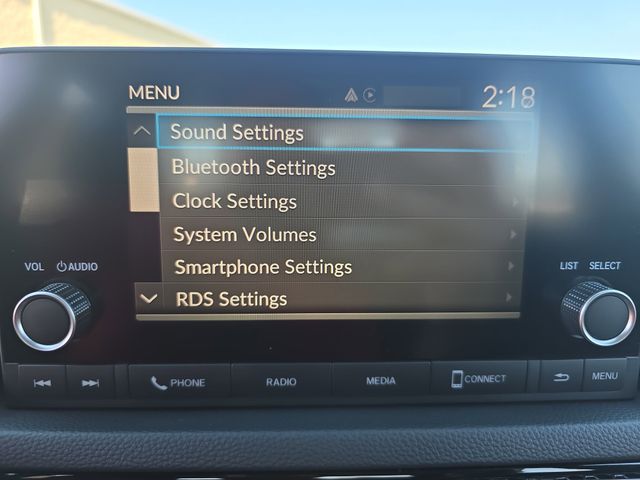 MENU 2:18
Sound Settings
Bluetooth Settings
Clock Settings
System Volumes
Smartphone Settings
RDS Settings
VOL AUDIO
LIST SELECT
PHONE RADIO MEDIA CONNECT MENU